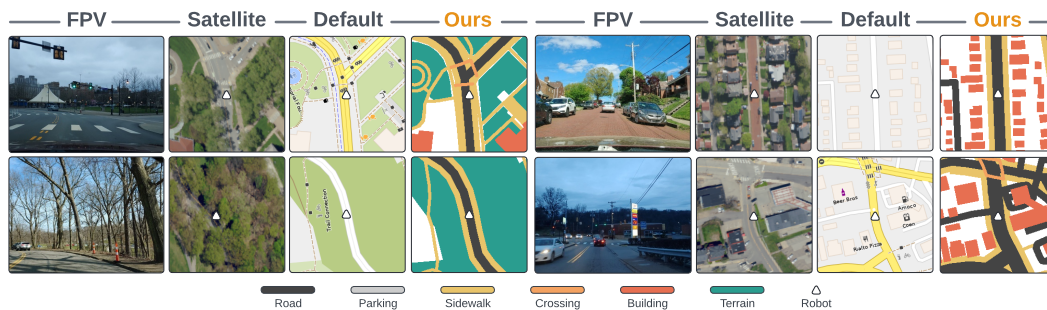 FPV Satellite Default Ours FPV Satellite Default Ours
Trail Connection
Beer Bros
Amoco
Coen
Rialto Pizza
Road Parking Sidewalk Crossing Building Terrain Robot